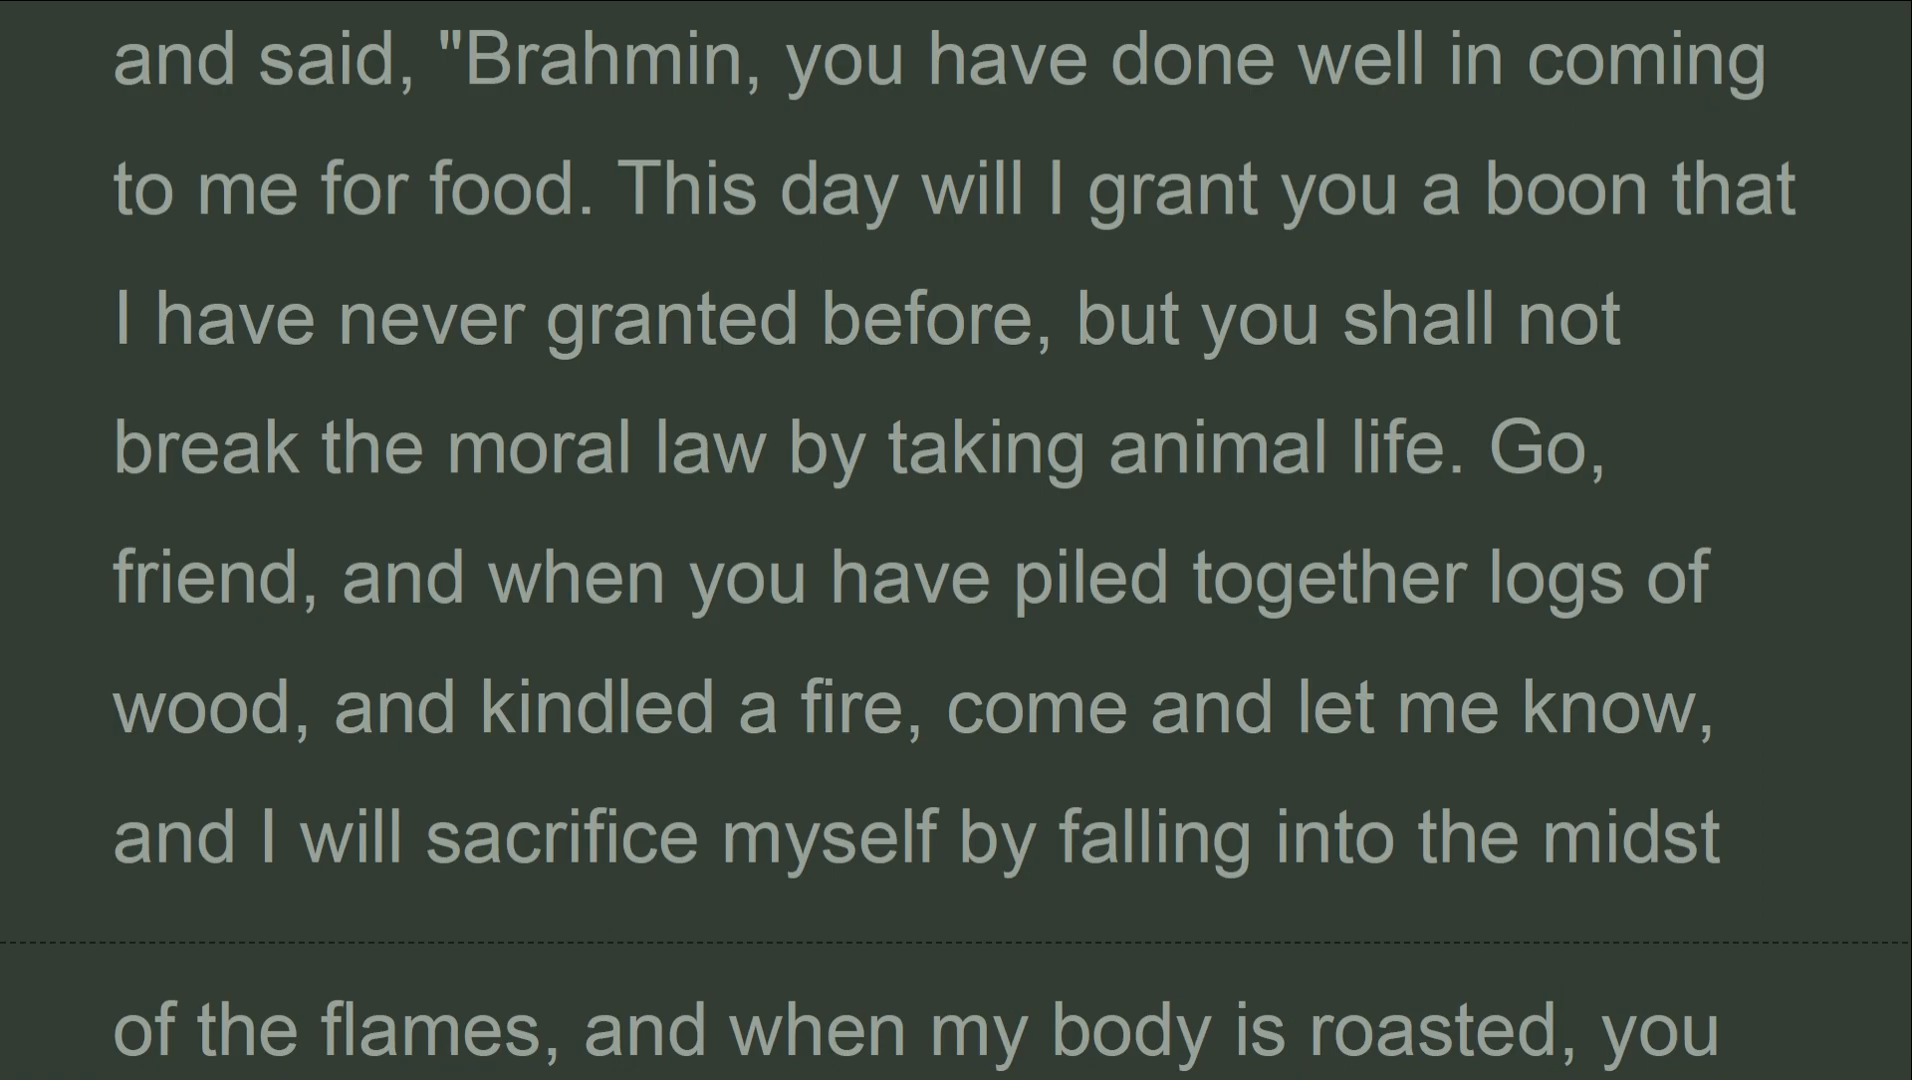 and said, "Brahmin, you have done well in coming
to me for food. This day will I grant you a boon that
I have never granted before, but you shall not
break the moral law by taking animal life. Go,
friend, and when you have piled together logs of
wood, and kindled a fire, come and let me know,
and I will sacrifice myself by falling into the midst
of the flames, and when my body is roasted, you